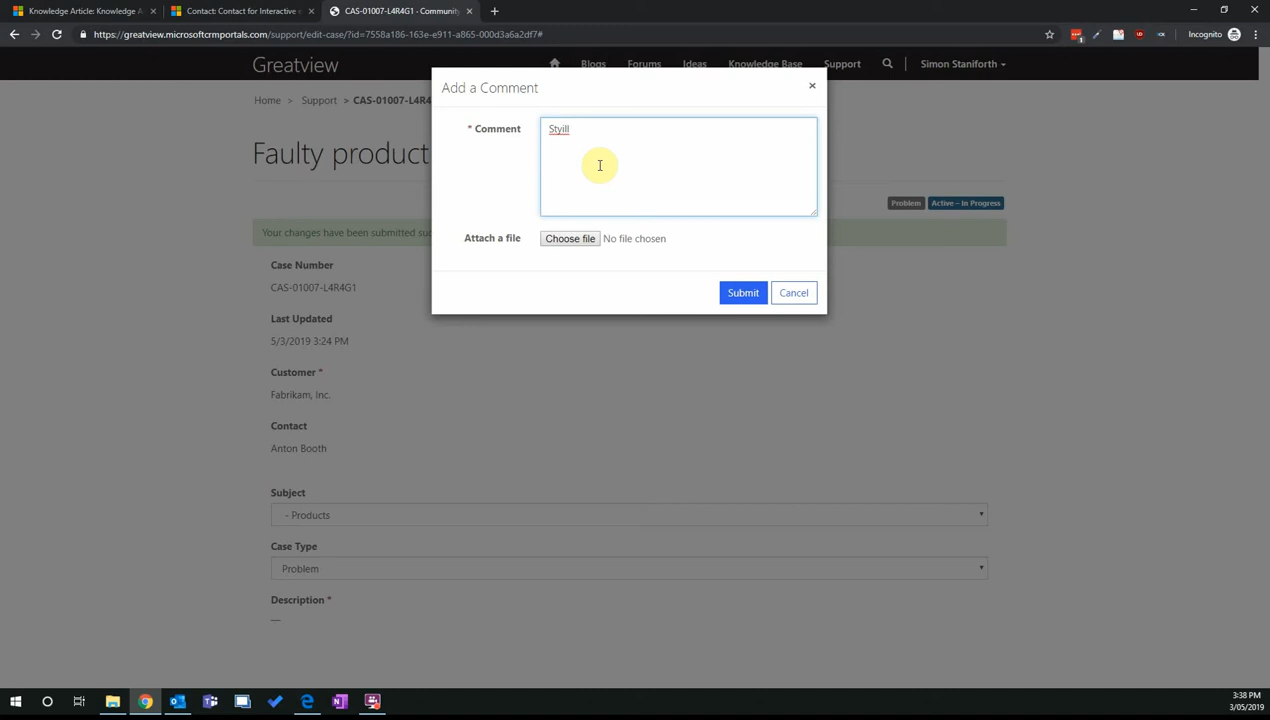 Knowledge Article: Knowledge A
Contact: Contact for Interactive e
CAS-01007-L4R4G1 - Community
https://greatview.microsoftcrmportals.com/support/edit-case/?id=7558a186-163e-e911-a865-000d3a6a2df7#
Incognito
Greatview
Blogs
Forums
Ideas
Knowledge Base
Support
Simon Staniforth
Home > Support > CAS-01007-L4R4
Add a Comment
×
* Comment
Styill
Attach a file
Choose file No file chosen
Submit
Cancel
Faulty product
Problem
Active – In Progress
Your changes have been submitted su
Case Number
CAS-01007-L4R4G1
Last Updated
5/3/2019 3:24 PM
Customer *
Fabrikam, Inc.
Contact
Anton Booth
Subject
- Products
Case Type
Problem
Description *
—
3:38 PM
3/05/2019